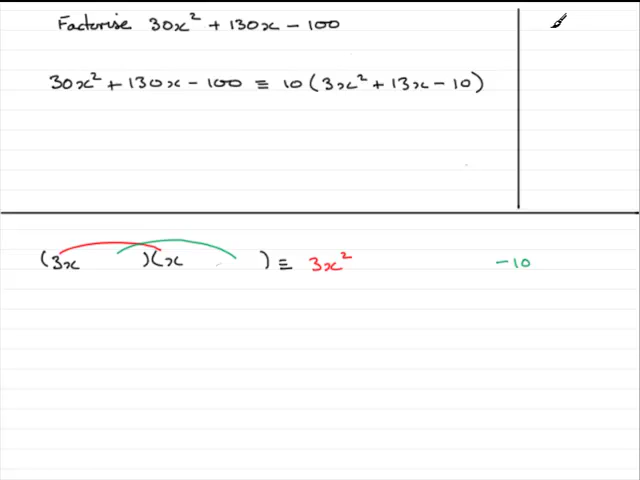 Factorise 30x² + 130x - 100
30x² + 130x - 100 ≡ 10 (3x² + 13x - 10)
(3x )(x ) ≡ 3x² -10